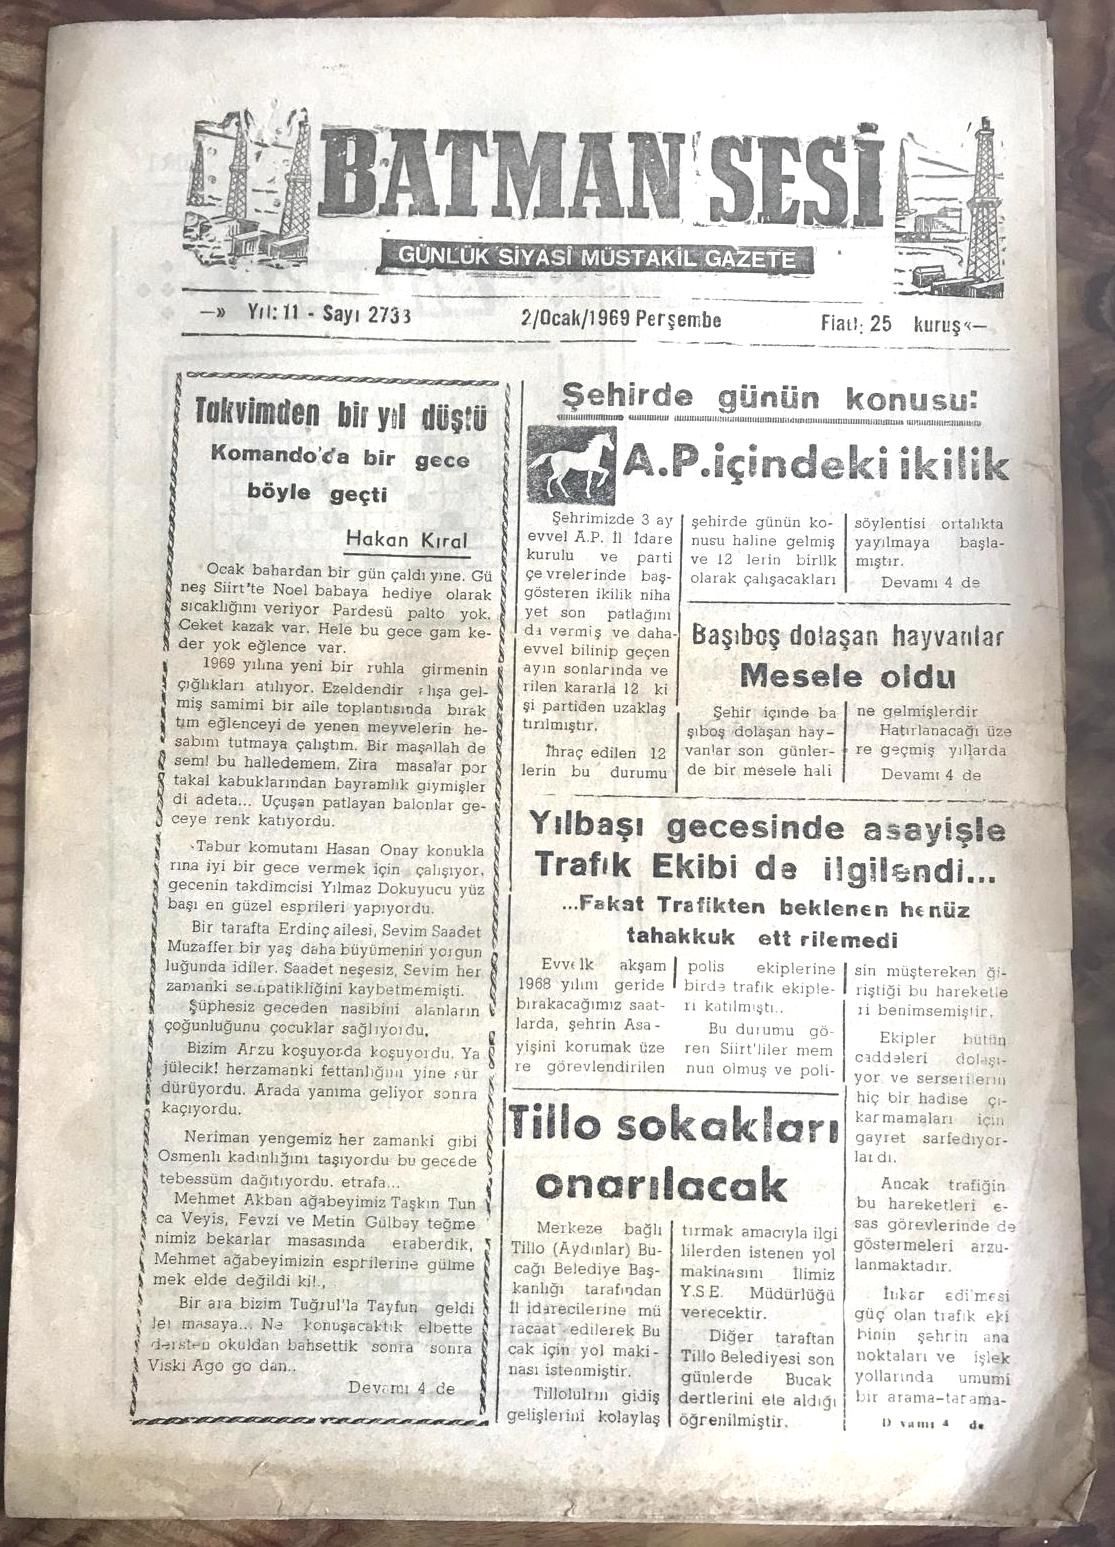 BATMAN SESİ
GÜNLÜK SİYASİ MÜSTAKİL GAZETE
—» Yıl: 11 - Sayı 2733 2/Ocak/1969 Perşembe Fiatı: 25 kuruş «—
Takvimden bir yıl düştü
Komando'da bir gece
böyle geçti
Hakan Kıral
Ocak bahardan bir gün çaldı yine. Gü
neş Siirt'te Noel babaya hediye olarak
sıcaklığını veriyor Pardesü palto yok.
Ceket kazak var. Hele bu gece gam ke-
der yok eğlence var.
1969 yılına yeni bir ruhla girmenin
çığlıkları atılıyor. Ezeldendir alışa gel-
miş samimi bir aile toplantısında bırak
tım eğlenceyi de yenen meyvelerin he-
sabını tutmaya çalıştım. Bir maşallah de
sem! bu halledemem. Zira masalar por
takal kabuklarından bayramlık giymişler
di adeta... Uçuşan patlayan balonlar ge-
ceye renk katıyordu.
Tabur komutanı Hasan Onay konukla
rına iyi bir gece vermek için çalışıyor,
gecenin takdimcisi Yılmaz Dokuyucu yüz
başı en güzel esprileri yapıyordu.
Bir tarafta Erdinç ailesi, Sevim Saadet
Muzaffer bir yaş daha büyümenin yorgun
luğunda idiler. Saadet neşesiz, Sevim her
zamanki sempatikliğini kaybetmemişti.
Şüphesiz geceden nasibini alanların
çoğunluğunu çocuklar sağlıyordu.
Bizim Arzu koşuyorda koşuyordu. Ya
jülecik! herzamanki fettanlığını yine sür
dürüyordu. Arada yanıma geliyor sonra
kaçıyordu.
Neriman yengemiz her zamanki gibi
Osmenlı kadınlığını taşıyordu bu gecede
tebessüm dağıtıyordu. etrafa...
Mehmet Akban ağabeyimiz Taşkın Tun
ca Veyis, Fevzi ve Metin Gülbay teğme
nimiz bekârlar masasında eraberdik.
Mehmet ağabeyimizin esprilerine gülme
mek elde değildi ki!.,
Bir ara bizim Tuğrul'la Tayfun geldi
ler masaya... Ne konuşacaktık elbette
dersten okuldan bahsettik sonra sonra
Viski Ago go dan..
Devamı 4 de
Şehirde günün konusu:
A.P.içindeki ikilik
Şehrimizde 3 ay
evvel A.P. İl İdare
kurulu ve parti
çevrelerinde baş-
gösteren ikilik niha
yet son patlağını
da vermiş ve daha-
evvel bilinip geçen
ayın sonlarında ve
rilen kararla 12 ki
şi partiden uzaklaş
tırılmıştır.
İhraç edilen 12
lerin bu durumu
şehirde günün ko-
nusu haline gelmiş
ve 12 lerin birlik
olarak çalışacakları
söylentisi ortalıkta
yayılmaya başla-
mıştır.
Devamı 4 de
Başıboş dolaşan hayvanlar
Mesele oldu
Şehir içinde ba
şıboş dolaşan hay-
vanlar son günler-
de bir mesele hali
ne gelmişlerdir
Hatırlanacağı üze
re geçmiş yıllarda
Devamı 4 de
Yılbaşı gecesinde asayişle
Trafik Ekibi de ilgilendi...
...Fakat Trafikten beklenen henüz
tahakkuk ett rilemedi
Evvelk akşam
1968 yılını geride
bırakacağımız saat-
larda, şehrin Asa-
yişini korumak üze
re görevlendirilen
polis ekiplerine
birde trafik ekiple-
ri katılmıştı..
Bu durumu gö-
ren Siirt'liler mem
nun olmuş ve poli-
sin müştereken gi-
riştiği bu hareketle
ri benimsemiştir.
Ekipler bütün
caddeleri dolaşı-
yor ve serserilerin
hiç bir hadise çı-
karmamaları için
gayret sarfediyor-
lardı.
Ancak trafiğin
bu hareketleri e-
sas görevlerinde de
göstermeleri arzu-
lanmaktadır.
İnkar edilmesi
güç olan trafik eki
binin şehrin ana
noktaları ve işlek
yollarında umumi
bir arama-tarama-
D vamı 4 de
Tillo sokakları
onarılacak
Merkeze bağlı
Tillo (Aydınlar) Bu-
cağı Belediye Baş-
kanlığı tarafından
İl idarecilerine mü
racaat edilerek Bu
cak için yol maki-
nası istenmiştir.
Tillolulrın gidiş
gelişlerini kolaylaş
tırmak amacıyla ilgi
lilerden istenen yol
makinasını İlimiz
Y.S.E. Müdürlüğü
verecektir.
Diğer taraftan
Tillo Belediyesi son
günlerde Bucak
dertlerini ele aldığı
öğrenilmiştir.